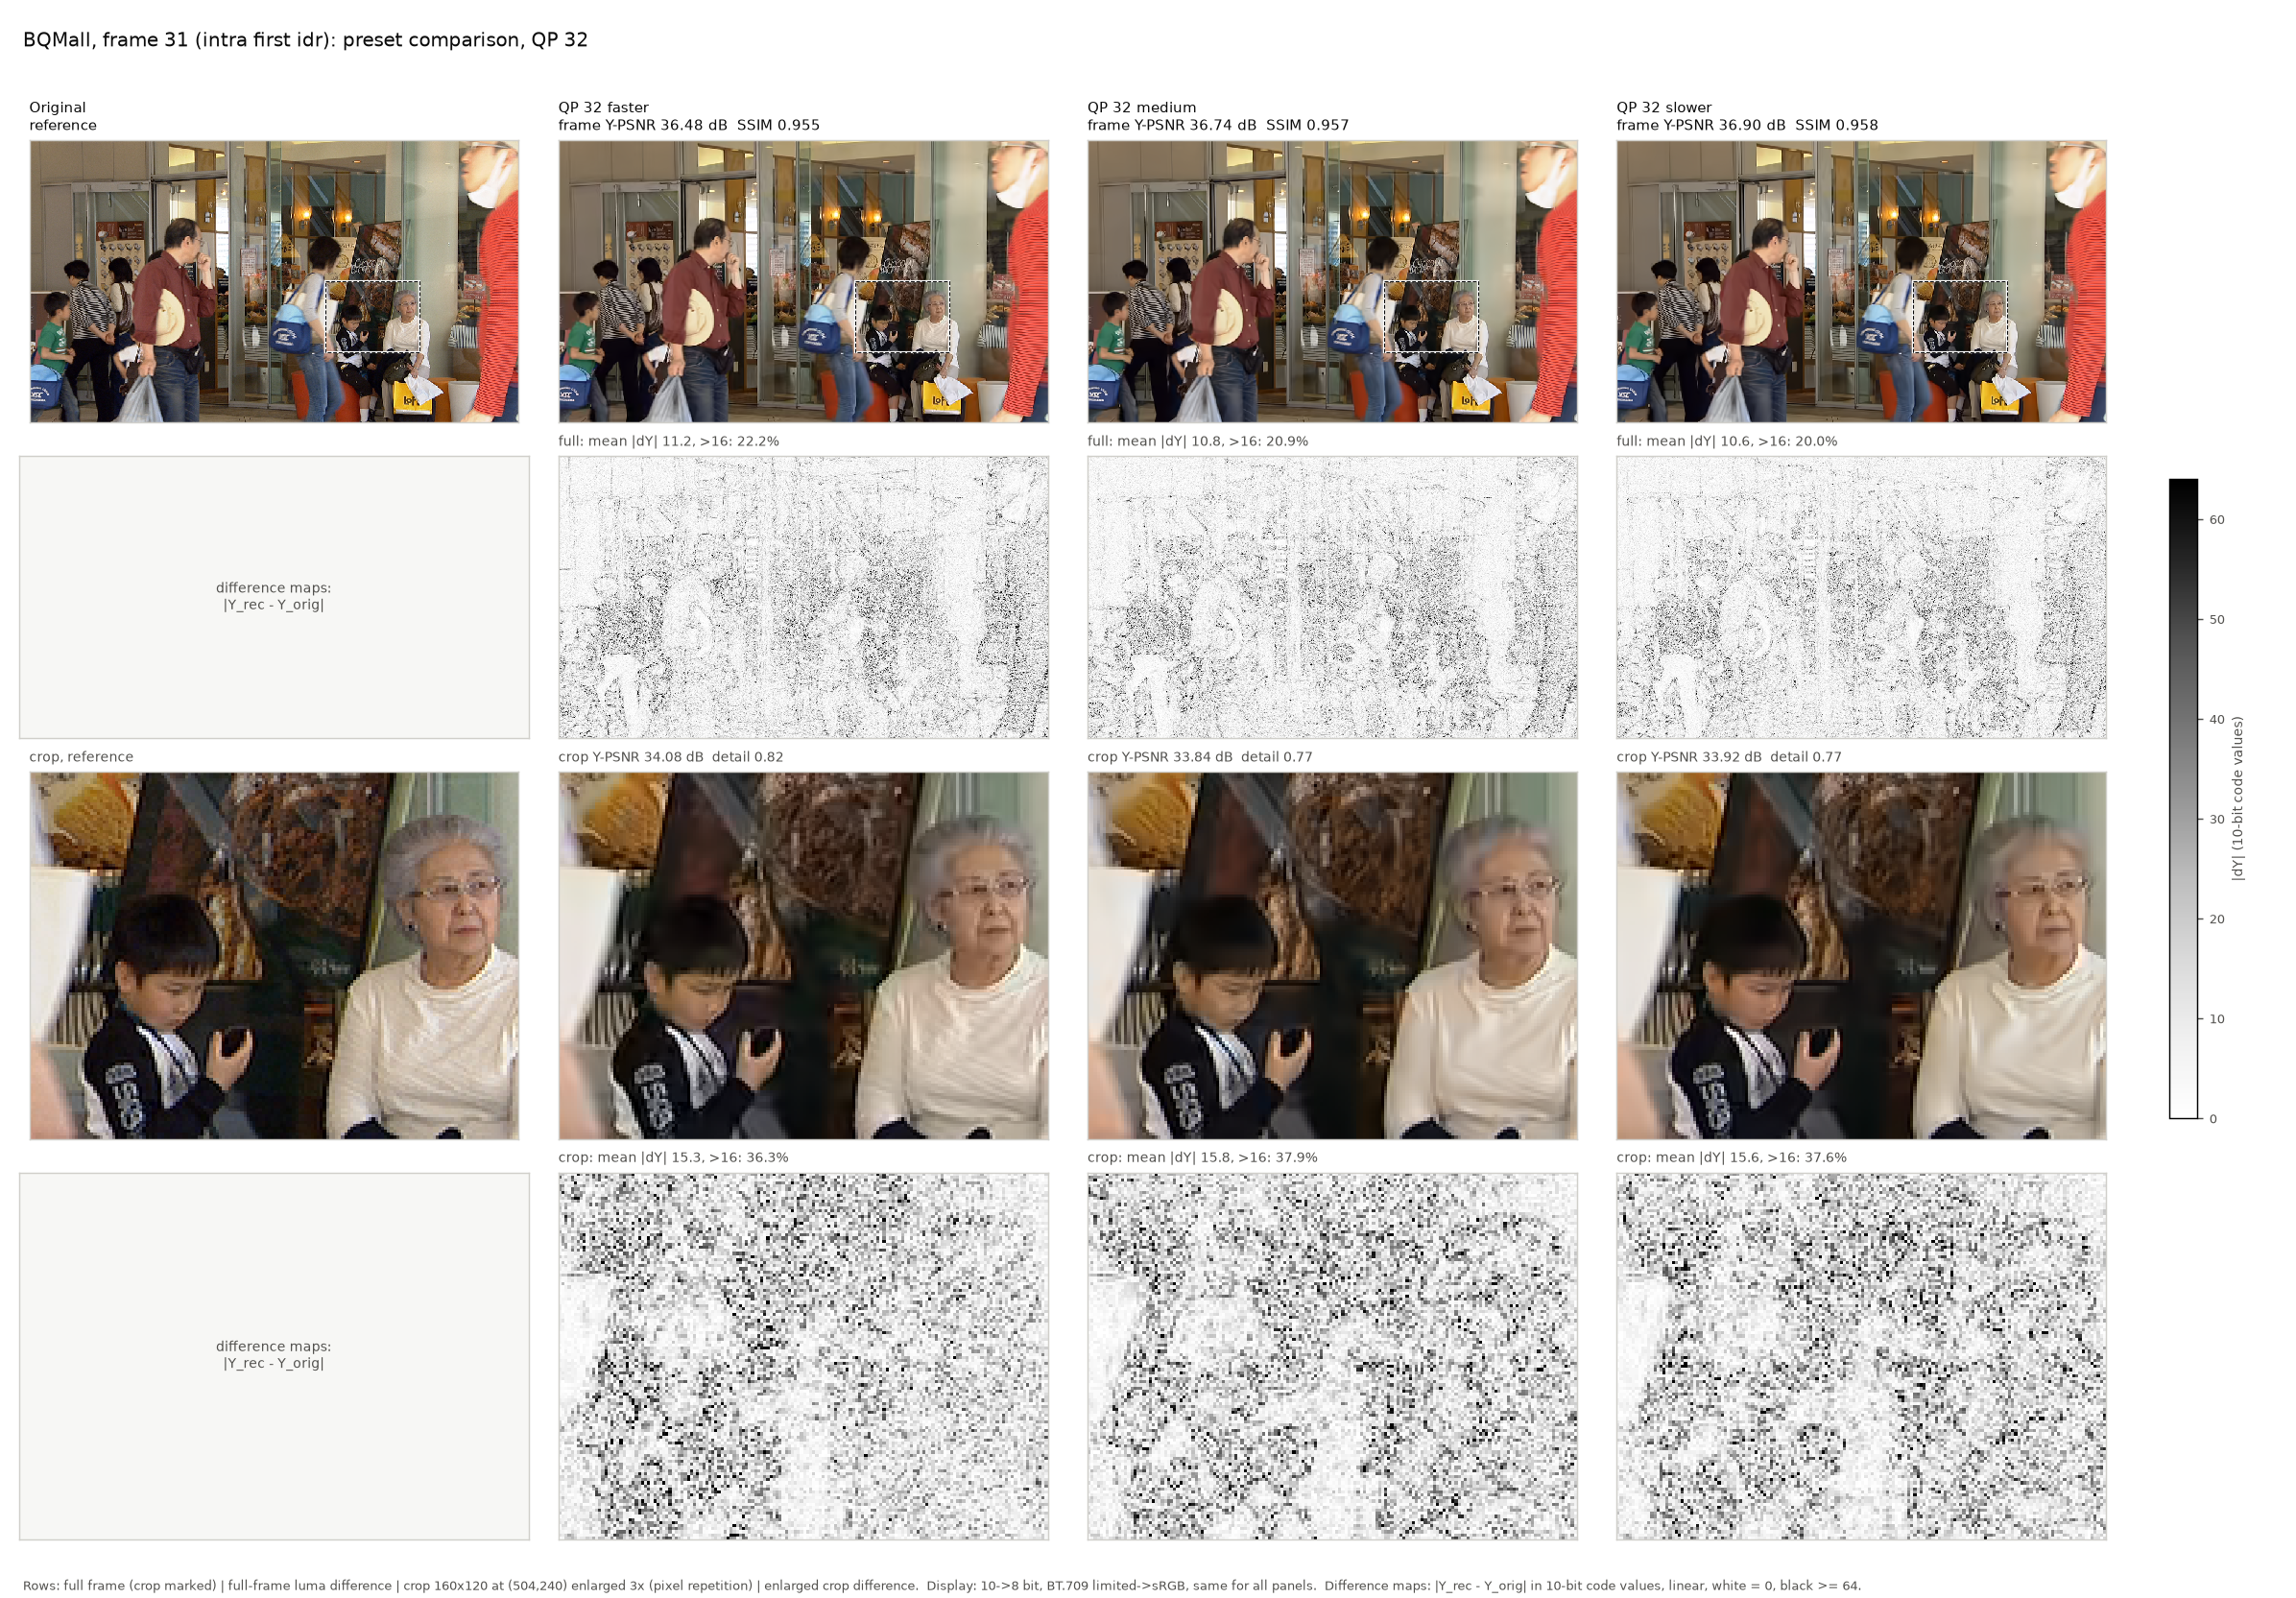 BQMall, frame 31 (intra first idr): preset comparison, QP 32
Original
reference
QP 32 faster
frame Y-PSNR 36.48 dB  SSIM 0.955
QP 32 medium
frame Y-PSNR 36.74 dB  SSIM 0.957
QP 32 slower
frame Y-PSNR 36.90 dB  SSIM 0.958
full: mean |dY| 11.2, >16: 22.2%
full: mean |dY| 10.8, >16: 20.9%
full: mean |dY| 10.6, >16: 20.0%
difference maps:
|Y_rec - Y_orig|
60
50
40
30
20
10
0
|dY| (10-bit code values)
crop, reference
crop Y-PSNR 34.08 dB  detail 0.82
crop Y-PSNR 33.84 dB  detail 0.77
crop Y-PSNR 33.92 dB  detail 0.77
crop: mean |dY| 15.3, >16: 36.3%
crop: mean |dY| 15.8, >16: 37.9%
crop: mean |dY| 15.6, >16: 37.6%
difference maps:
|Y_rec - Y_orig|
Rows: full frame (crop marked) | full-frame luma difference | crop 160x120 at (504,240) enlarged 3x (pixel repetition) | enlarged crop difference.  Display: 10->8 bit, BT.709 limited->sRGB, same for all panels.  Difference maps: |Y_rec - Y_orig| in 10-bit code values, linear, white = 0, black >= 64.